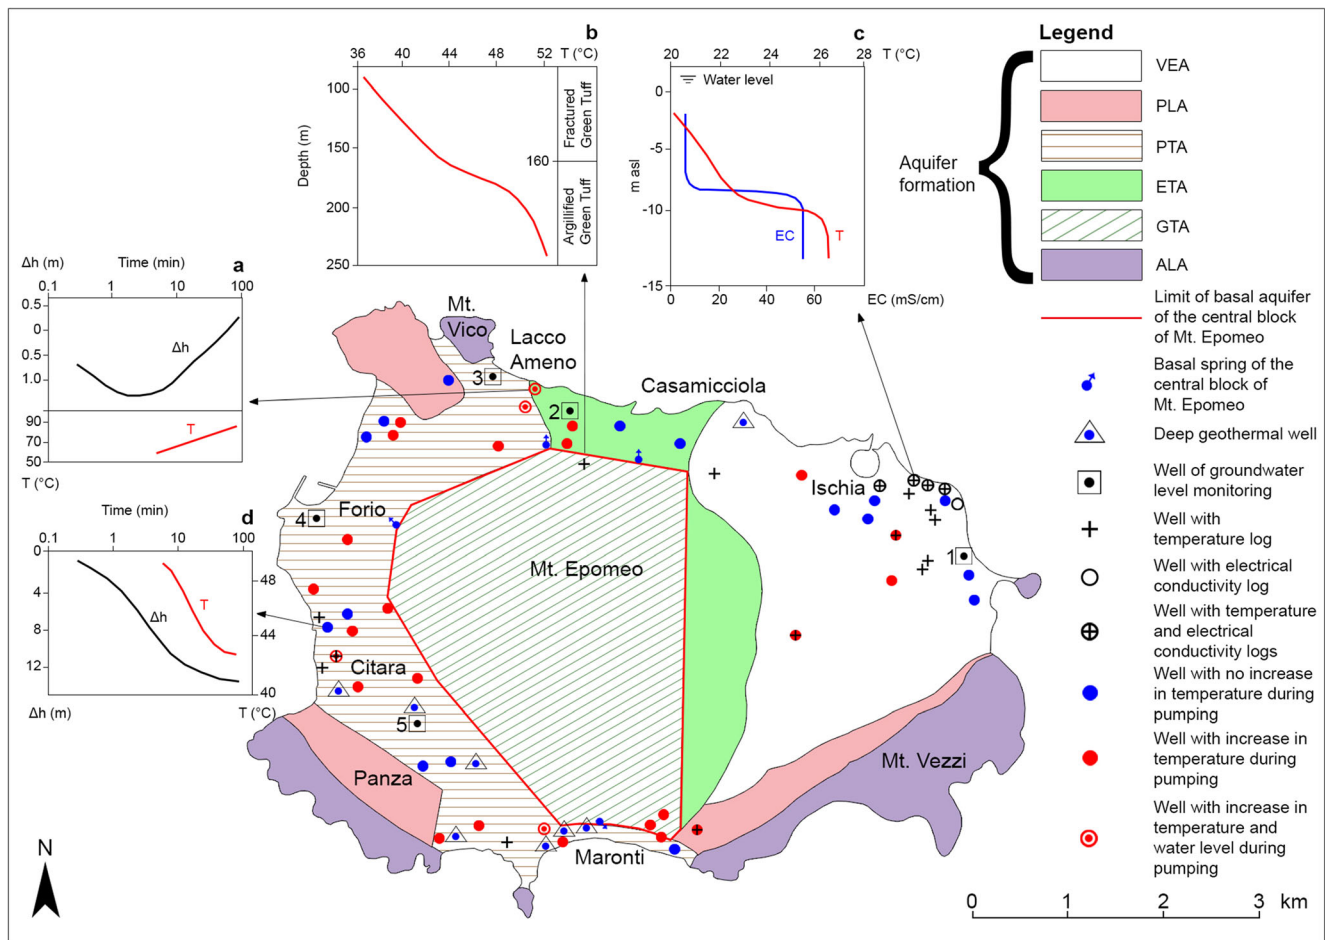 b
36 40 44 48 52 T (°C)
100
150
200
250
Depth (m)
160
Fractured
Green Tuff
Argillified
Green Tuff
c
20 22 24 26 28 T (°C)
Water level
0
-5
-10
-15
m asl
EC
T
0 20 40 60 EC (mS/cm)
Legend
Aquifer
formation
VEA
PLA
PTA
ETA
GTA
ALA
Limit of basal aquifer
of the central block
of Mt. Epomeo
Basal spring of the
central block of
Mt. Epomeo
Deep geothermal well
Well of groundwater
level monitoring
Well with
temperature log
Well with electrical
conductivity log
Well with temperature
and electrical
conductivity logs
Well with no increase
in temperature during
pumping
Well with increase in
temperature during
pumping
Well with increase in
temperature and
water level during
pumping
a
Δh (m) Time (min)
0.1 1 10 100
0.5
0
0.5
1.0
Δh
90
70
50
T
T (°C)
d
Time (min)
0.1 1 10 100
0
4
8
12
Δh
T
48
44
40
Δh (m) T (°C)
Mt.
Vico
Lacco
Ameno
Casamicciola
3
2
Ischia
Forio
4
Mt. Epomeo
1
Citara
5
Panza
Mt. Vezzi
Maronti
N
0 1 2 3 km